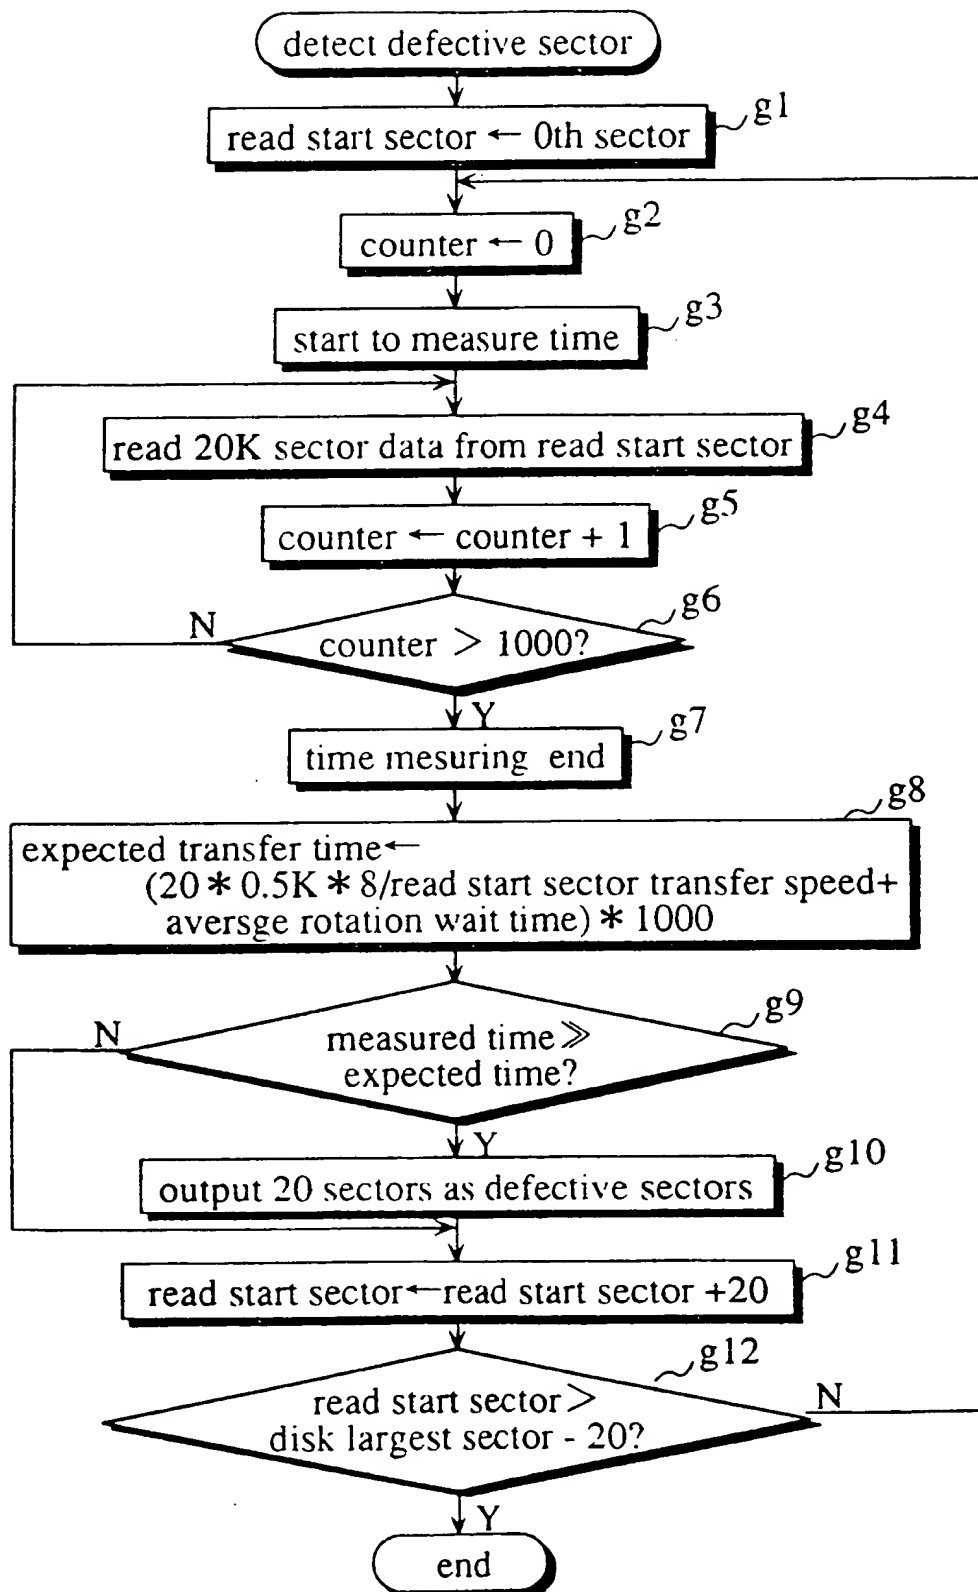 detect defective sector
g1
read start sector ← 0th sector
g2
counter ← 0
g3
start to measure time
g4
read 20K sector data from read start sector
g5
counter ← counter + 1
g6
N
counter > 1000?
Y
g7
time mesuring end
g8
expected transfer time←
(20 * 0.5K * 8/read start sector transfer speed+
aversge rotation wait time) * 1000
g9
N
measured time ≫
expected time?
Y
g10
output 20 sectors as defective sectors
g11
read start sector←read start sector +20
g12
N
read start sector >
disk largest sector - 20?
Y
end